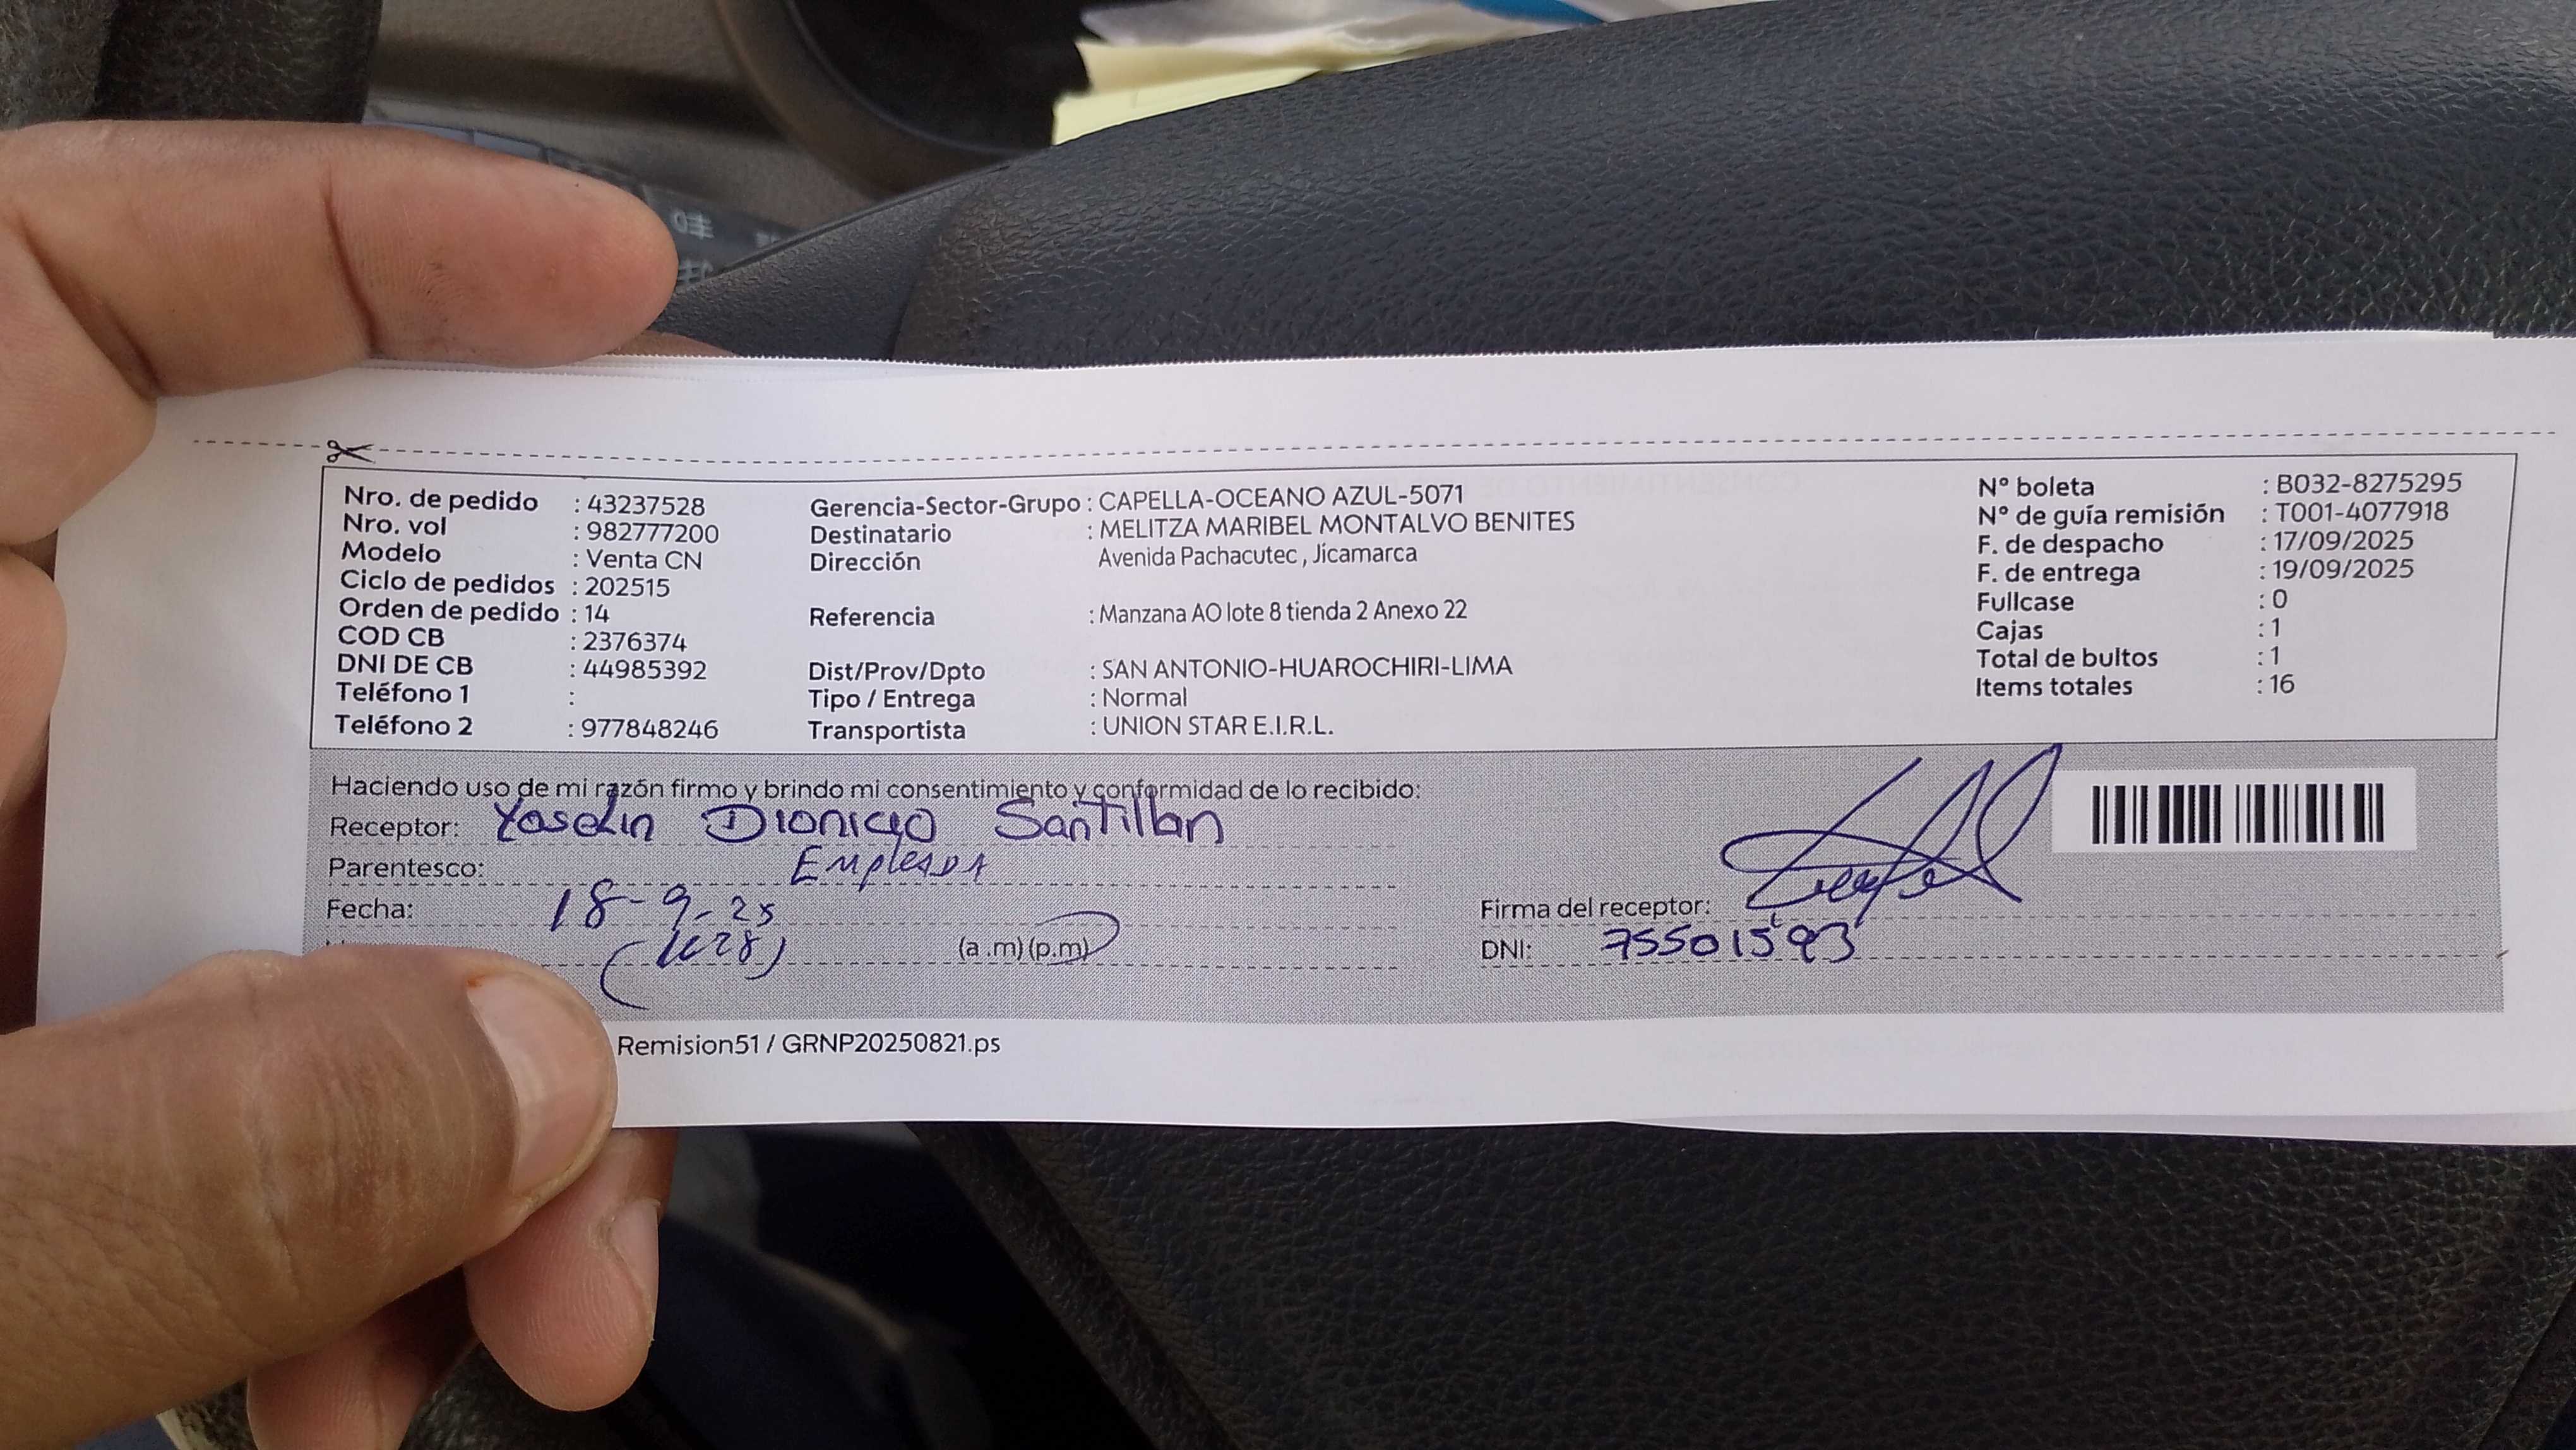 Nro. de pedido : 43237528
Nro. vol : 982777200
Modelo : Venta CN
Ciclo de pedidos : 202515
Orden de pedido : 14
COD CB : 2376374
DNI DE CB : 44985392
Teléfono 1 :
Teléfono 2 : 977848246
Gerencia-Sector-Grupo : CAPELLA-OCEANO AZUL-5071
Destinatario : MELITZA MARIBEL MONTALVO BENITES
Dirección Avenida Pachacutec , Jicamarca
Referencia : Manzana AO lote 8 tienda 2 Anexo 22
Dist/Prov/Dpto : SAN ANTONIO-HUAROCHIRI-LIMA
Tipo / Entrega : Normal
Transportista : UNION STAR E.I.R.L.
N° boleta : B032-8275295
N° de guía remisión : T001-4077918
F. de despacho : 17/09/2025
F. de entrega : 19/09/2025
Fullcase : 0
Cajas : 1
Total de bultos : 1
Items totales : 16
Haciendo uso de mi razón firmo y brindo mi consentimiento y conformidad de lo recibido:
Receptor: Yoselin Dionicio Santillan
Parentesco:
Fecha: 18-9-25
(a .m) (p.m)
Firma del receptor:
DNI: 75501593
Remision51 / GRNP20250821.ps